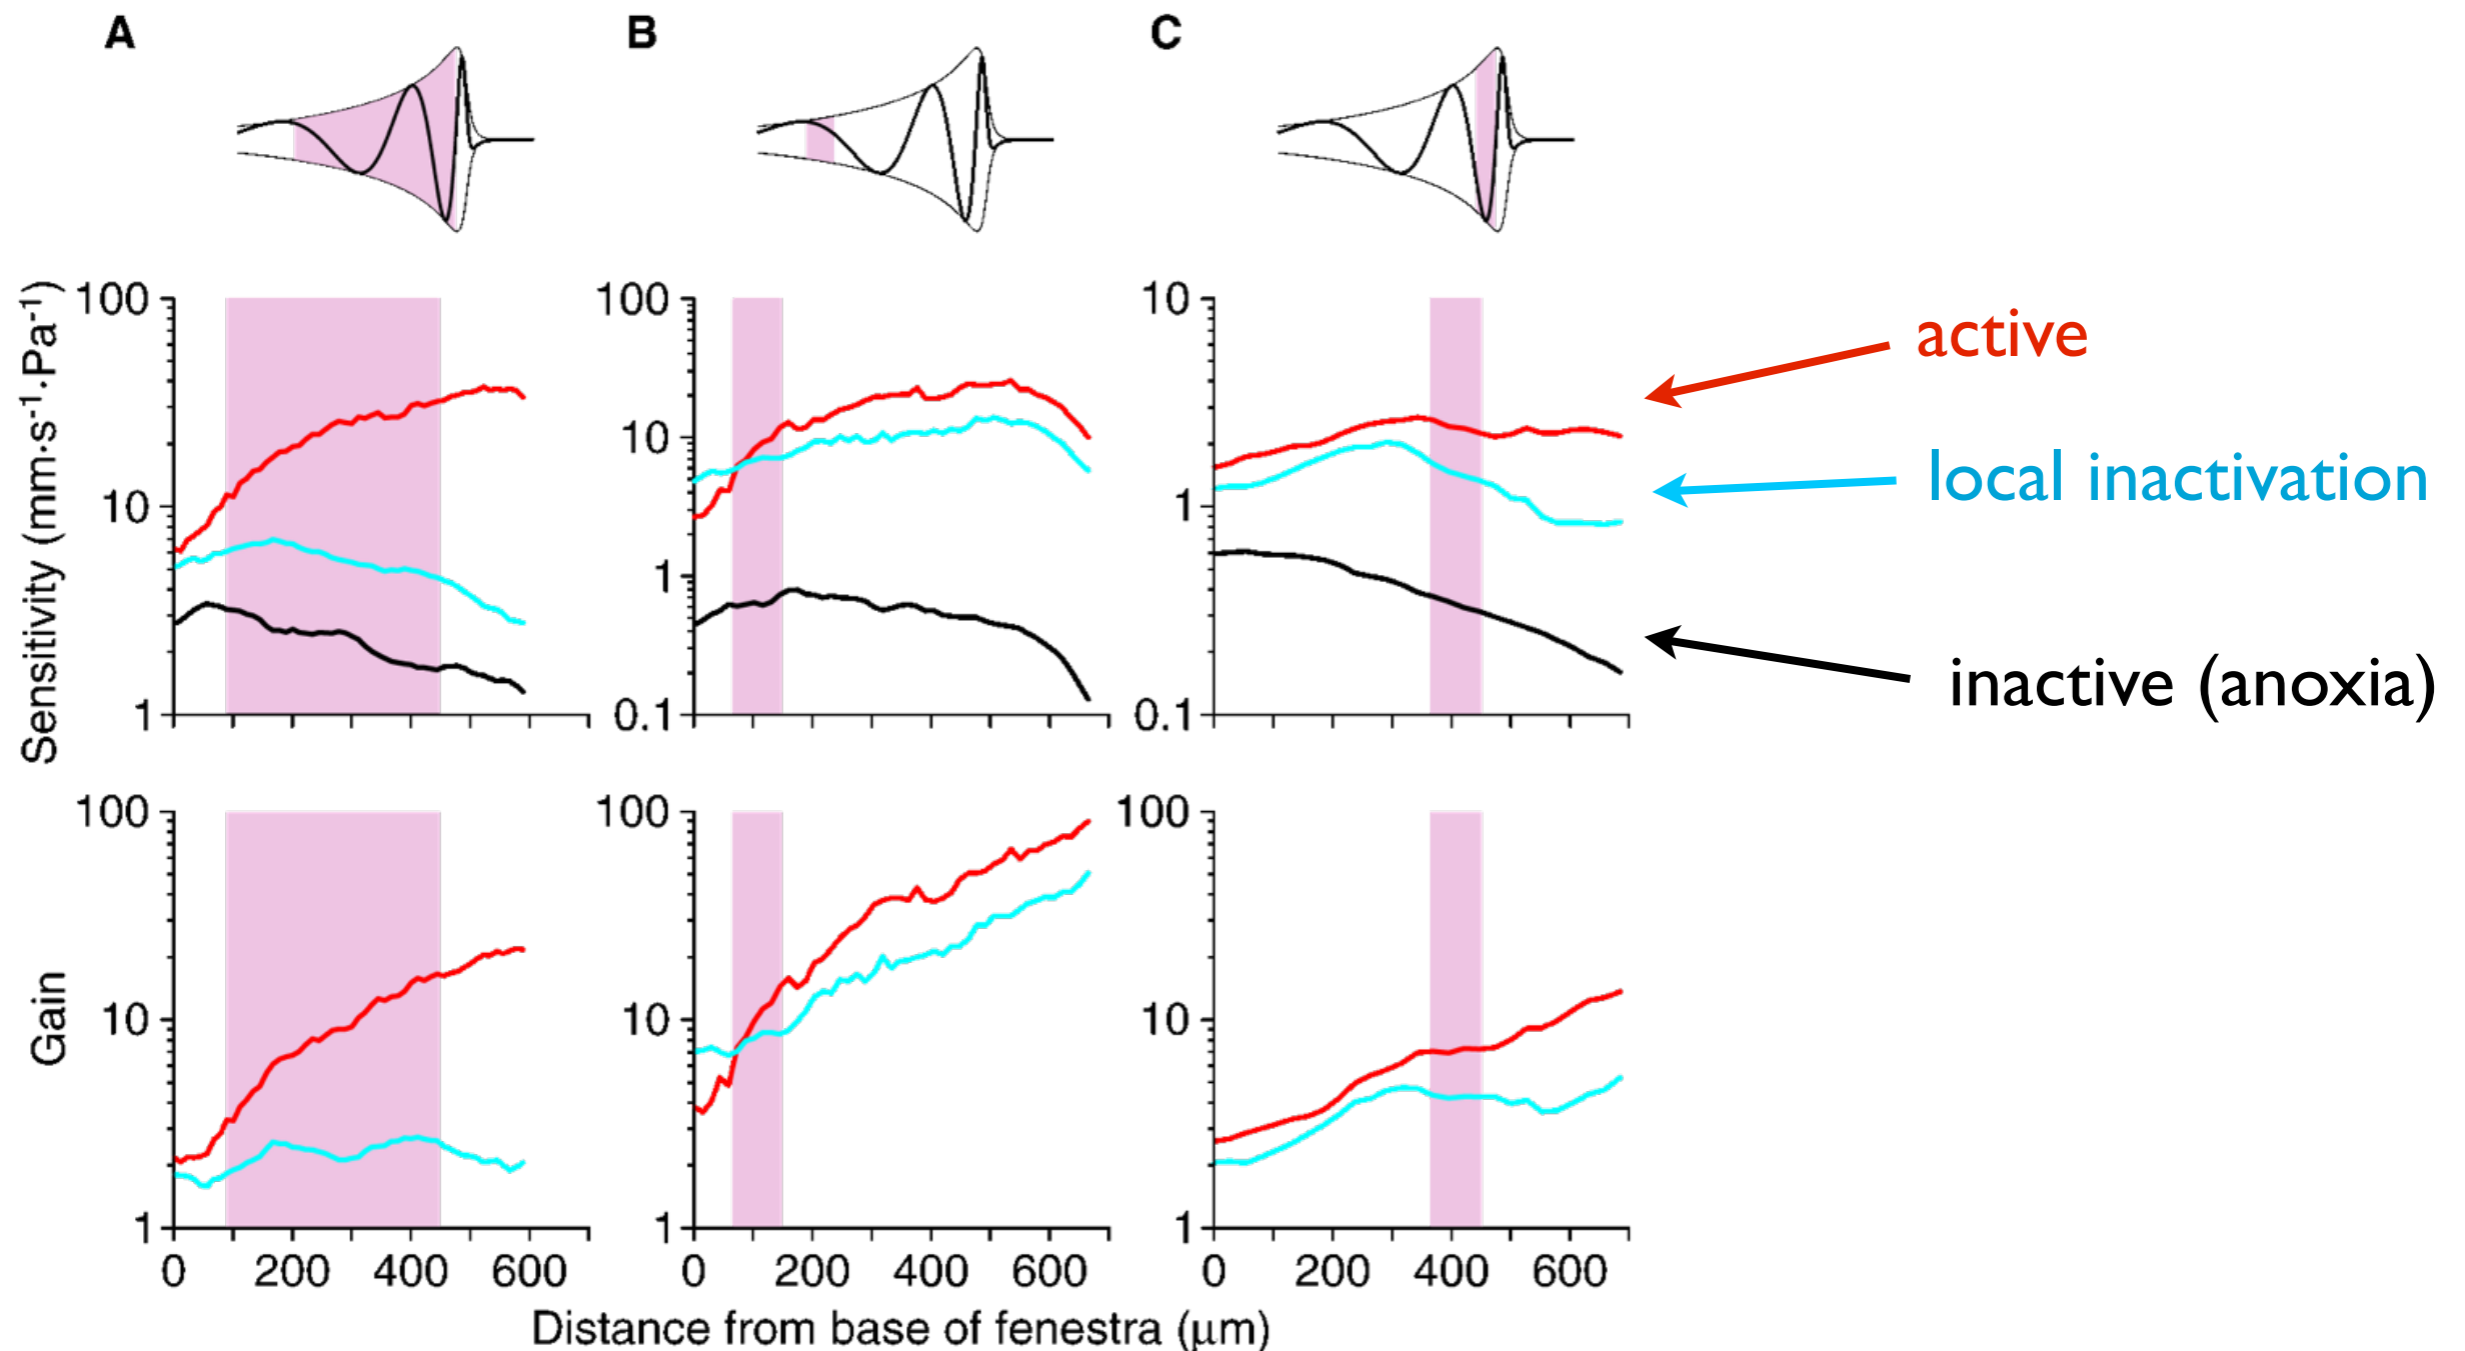 A
B
C
Sensitivity (mm·s⁻¹·Pa⁻¹)
100
10
1
100
10
1
0.1
10
1
0.1
active
local inactivation
inactive (anoxia)
Gain
100
10
1
100
10
1
100
10
1
0 200 400 600
0 200 400 600
0 200 400 600
Distance from base of fenestra (μm)